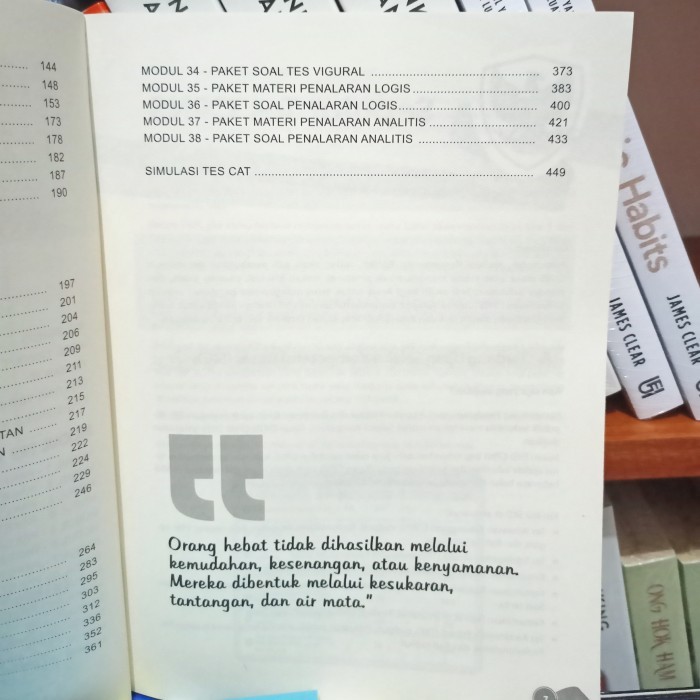 144
148
153
173
178
182
187
190
197
201
204
206
209
211
213
215
217
TAN 219
N 222
224
229
246
264
283
295
303
312
336
352
361
MODUL 34 - PAKET SOAL TES VIGURAL 373
MODUL 35 - PAKET MATERI PENALARAN LOGIS 383
MODUL 36 - PAKET SOAL PENALARAN LOGIS 400
MODUL 37 - PAKET MATERI PENALARAN ANALITIS 421
MODUL 38 - PAKET SOAL PENALARAN ANALITIS 433
SIMULASI TES CAT 449
Orang hebat tidak dihasilkan melalui
kemudahan, kesenangan, atau kenyamanan.
Mereka dibentuk melalui kesukaran,
tantangan, dan air mata."
Habits
JAMES CLEAR
JAMES CLEAR
ONG HOK HAM